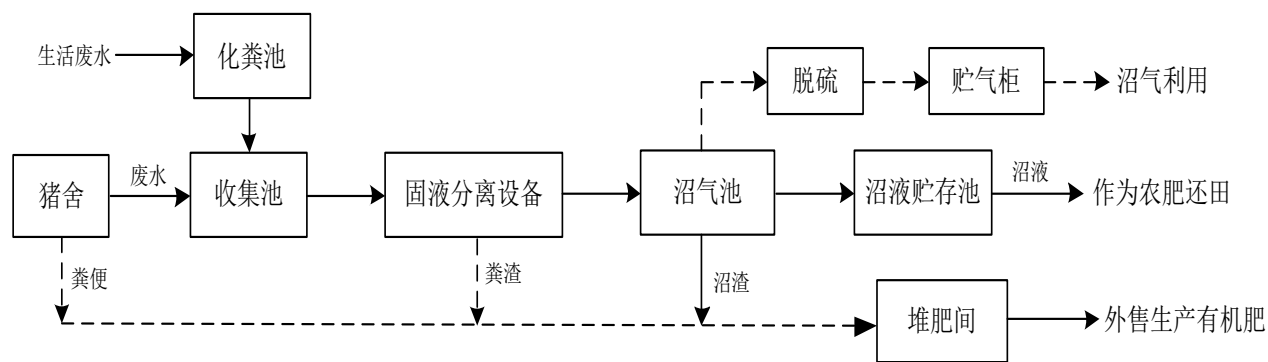 生活废水
化粪池
脱硫
贮气柜
沼气利用
猪舍
废水
收集池
固液分离设备
沼气池
沼液贮存池
沼液
作为农肥还田
粪便
粪渣
沼渣
堆肥间
外售生产有机肥